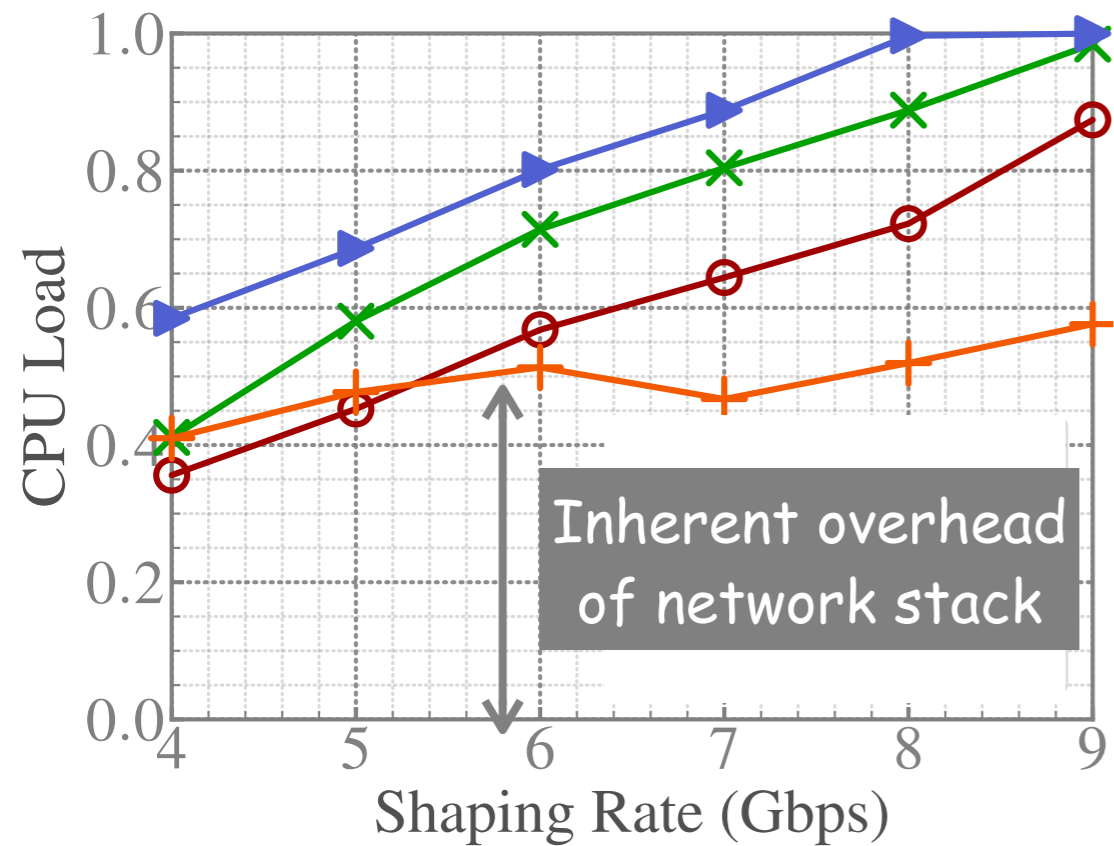 1.0
0.8
0.6
0.4
0.2
0.0
CPU Load
Inherent overhead
of network stack
4 5 6 7 8 9
Shaping Rate (Gbps)